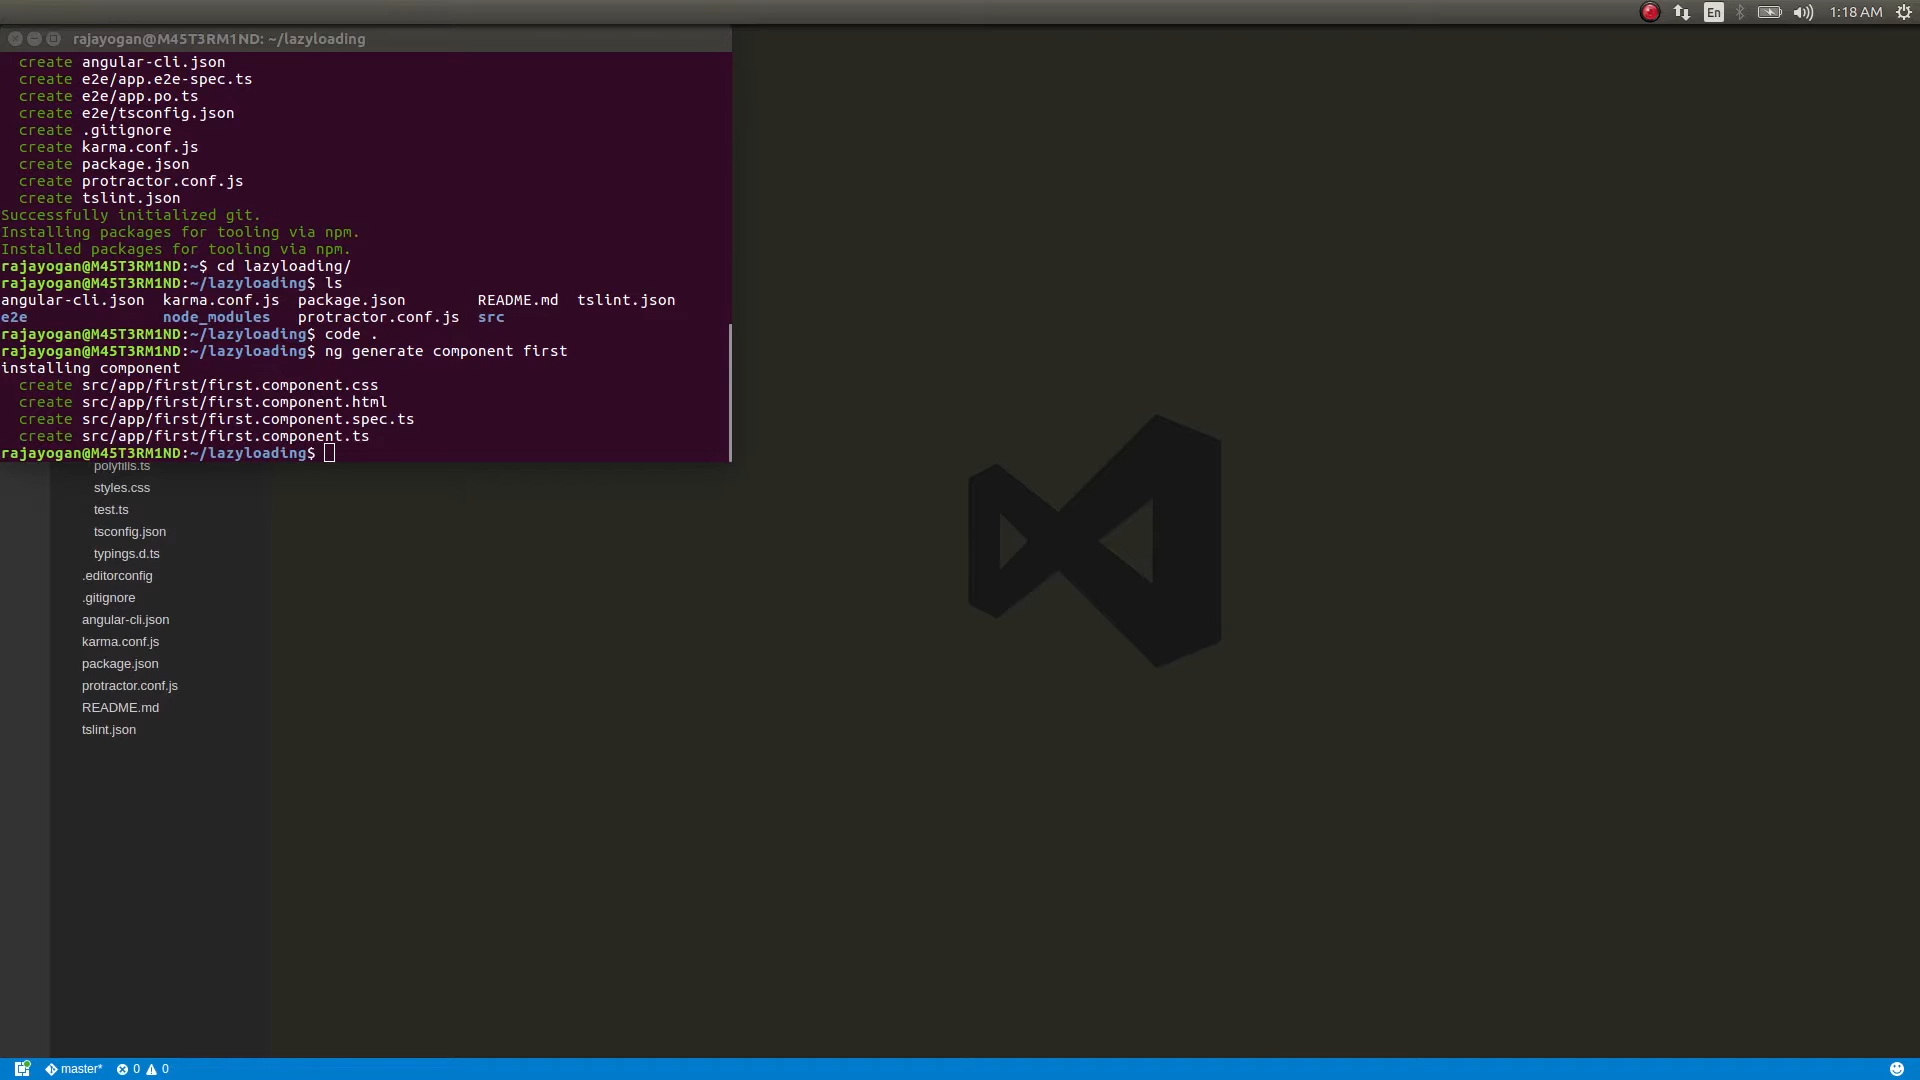 En 1:18 AM
rajayogan@M45T3RM1ND: ~/lazyloading
create angular-cli.json
create e2e/app.e2e-spec.ts
create e2e/app.po.ts
create e2e/tsconfig.json
create .gitignore
create karma.conf.js
create package.json
create protractor.conf.js
create tslint.json
Successfully initialized git.
Installing packages for tooling via npm.
Installed packages for tooling via npm.
rajayogan@M45T3RM1ND:~$ cd lazyloading/
rajayogan@M45T3RM1ND:~/lazyloading$ ls
angular-cli.json karma.conf.js package.json README.md tslint.json
e2e node_modules protractor.conf.js src
rajayogan@M45T3RM1ND:~/lazyloading$ code .
rajayogan@M45T3RM1ND:~/lazyloading$ ng generate component first
installing component
create src/app/first/first.component.css
create src/app/first/first.component.html
create src/app/first/first.component.spec.ts
create src/app/first/first.component.ts
rajayogan@M45T3RM1ND:~/lazyloading$
polyfills.ts
styles.css
test.ts
tsconfig.json
typings.d.ts
.editorconfig
.gitignore
angular-cli.json
karma.conf.js
package.json
protractor.conf.js
README.md
tslint.json
master* 0 0